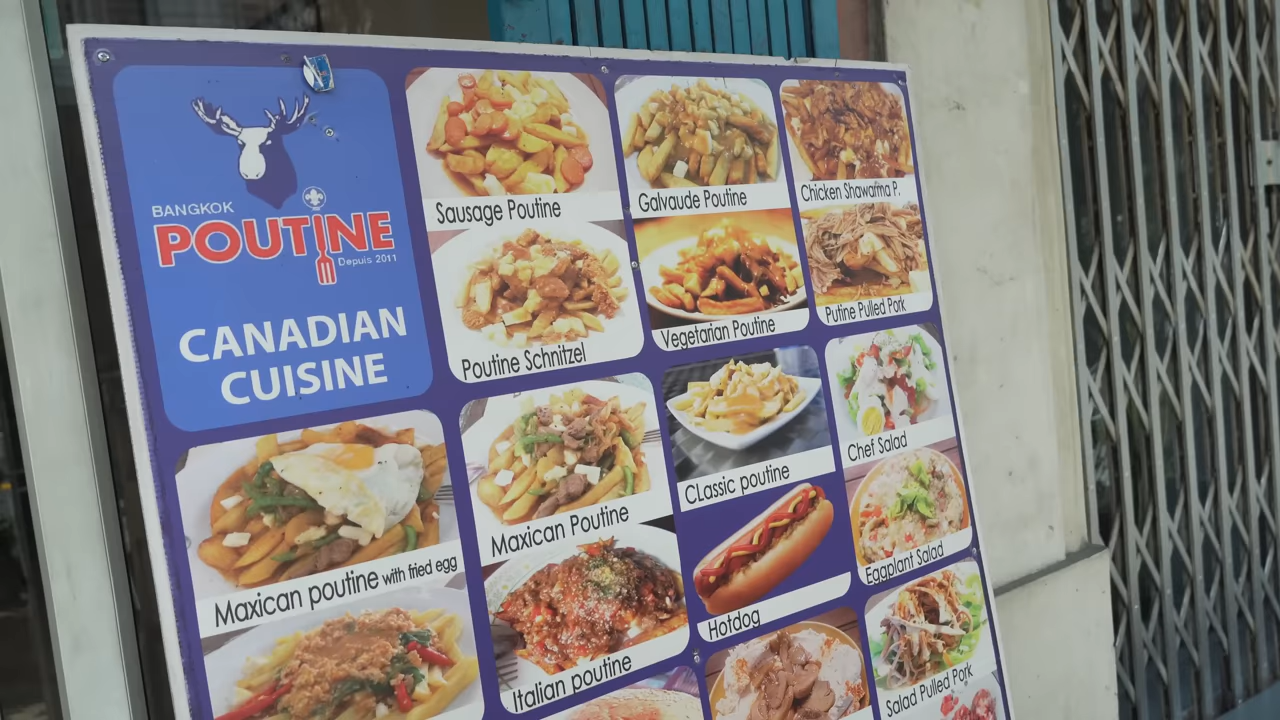 BANGKOK
POUTINE
Depuis 2011
CANADIAN
CUISINE
Sausage Poutine
Galvaude Poutine
Chicken Shawarma P.
Poutine Schnitzel
Vegetarian Poutine
Putine Pulled Pork
Maxican poutine with fried egg
Maxican Poutine
CLassic poutine
Chef Salad
Italian poutine
Hotdog
Eggplant Salad
Salad Pulled Pork